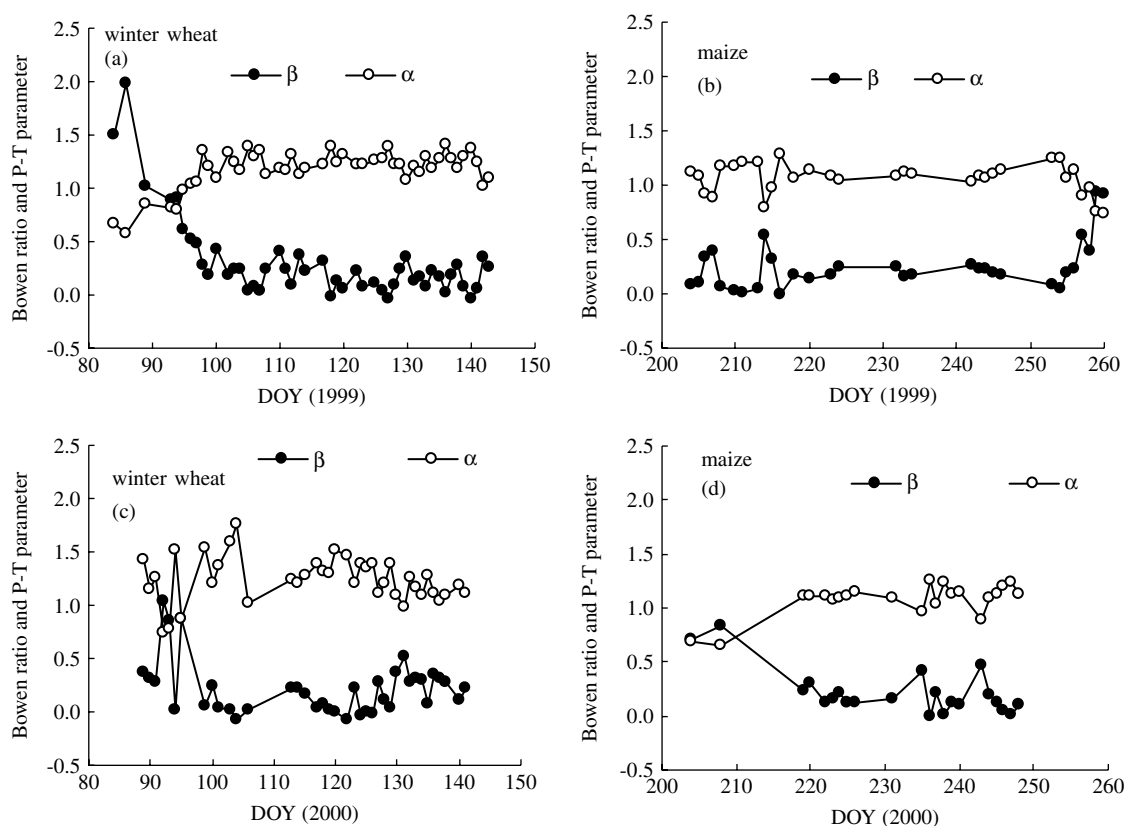 winter wheat
(a)
β
α
Bowen ratio and P-T parameter
2.5
2.0
1.5
1.0
0.5
0.0
-0.5
80 90 100 110 120 130 140 150
DOY (1999)
maize
(b)
β
α
Bowen ratio and P-T parameter
2.5
2.0
1.5
1.0
0.5
0.0
-0.5
200 210 220 230 240 250 260
DOY (1999)
winter wheat
(c)
β
α
Bowen ratio and P-T parameter
2.5
2.0
1.5
1.0
0.5
0.0
-0.5
80 90 100 110 120 130 140 150
DOY (2000)
maize
(d)
β
α
Bowen ratio and P-T parameter
2.5
2.0
1.5
1.0
0.5
0.0
-0.5
200 210 220 230 240 250 260
DOY (2000)